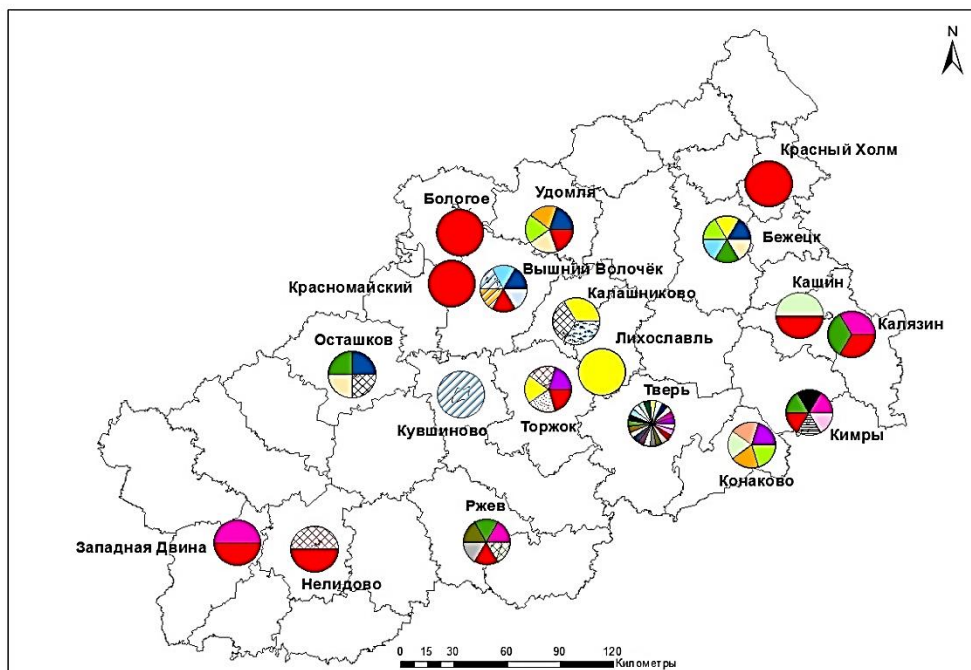 N
Красный Холм
Бологое
Удомля
Бежецк
Вышний Волочёк
Красномайский
Калашниково
Кашин
Калязин
Осташков
Лихославль
Тверь
Кувшиново
Торжок
Кимры
Конаково
Ржев
Западная Двина
Нелидово
0 15 30 60 90 120
Километры